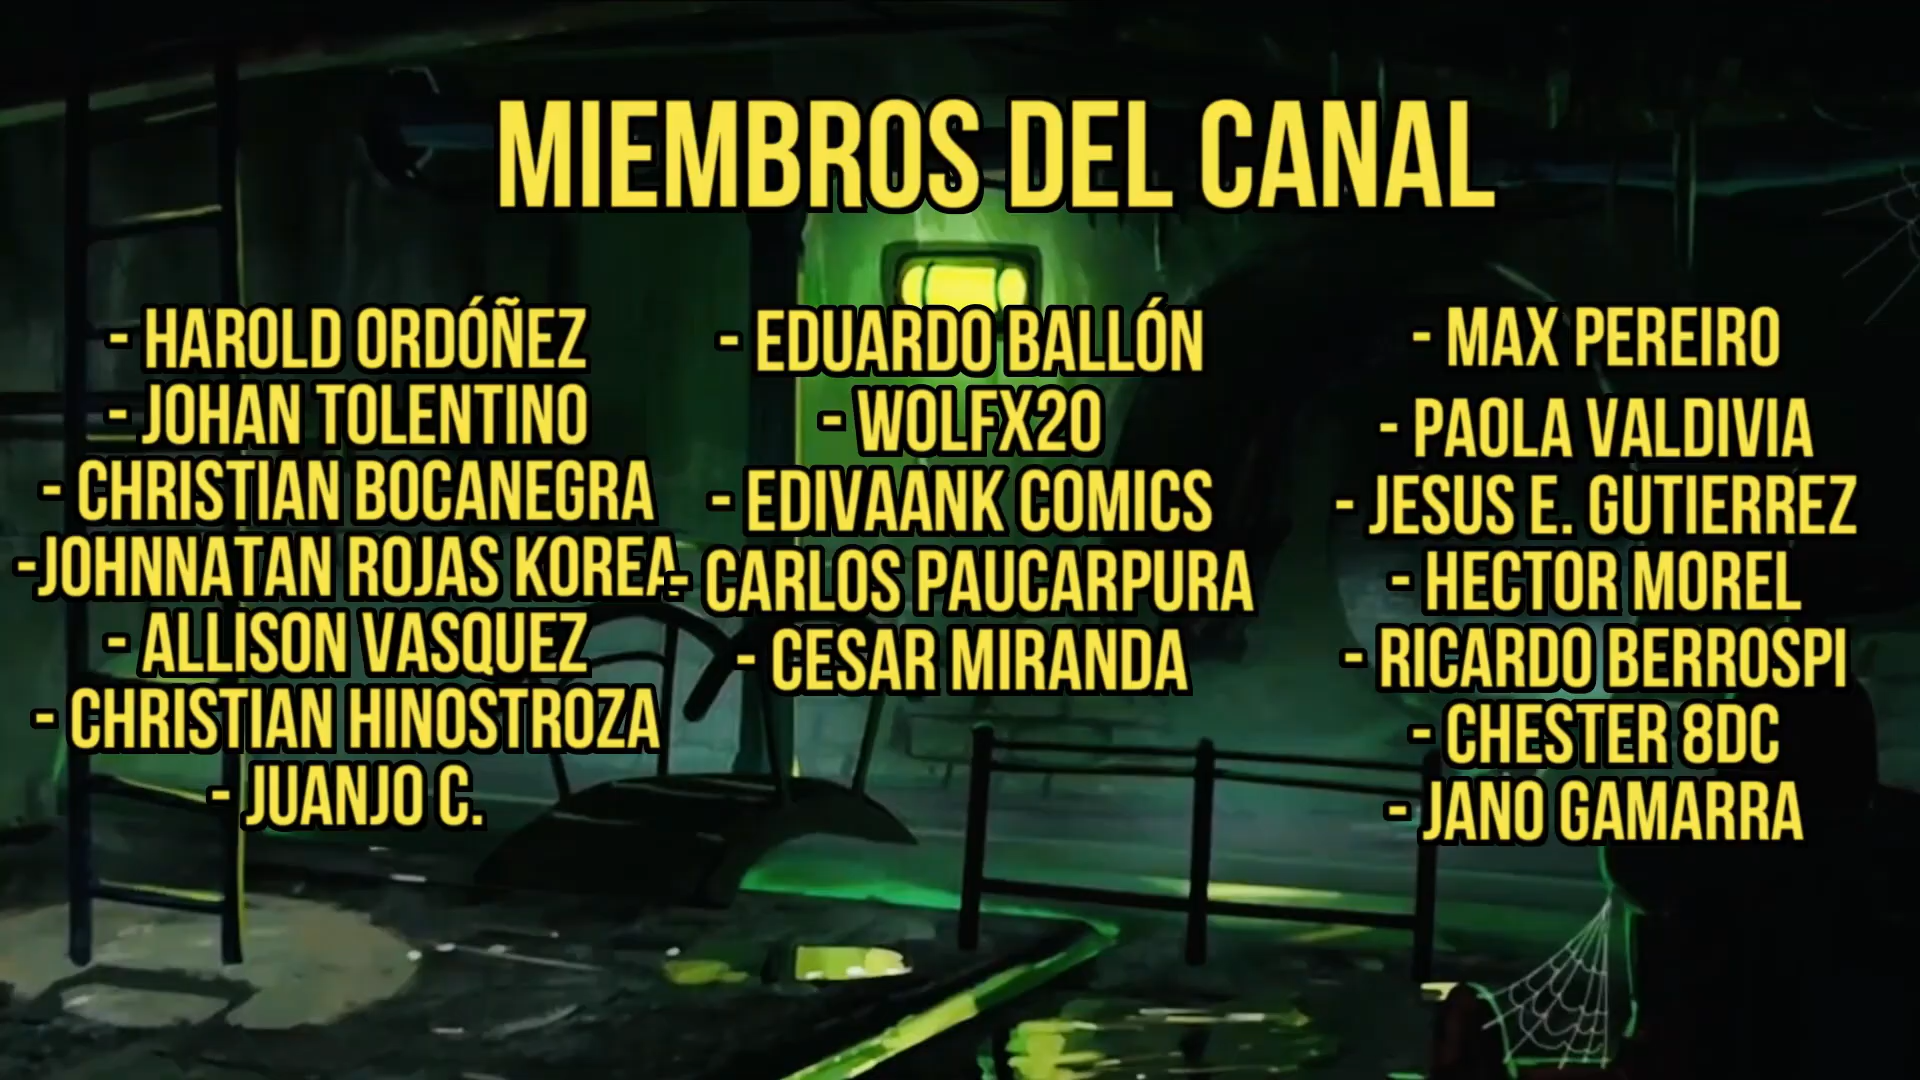 MIEMBROS DEL CANAL
- HAROLD ORDÓÑEZ
- JOHAN TOLENTINO
- CHRISTIAN BOCANEGRA
-JOHNNATAN ROJAS KOREA
- ALLISON VASQUEZ
- CHRISTIAN HINOSTROZA
- JUANJO C.
- EDUARDO BALLÓN
- WOLFX20
- EDIVAANK COMICS
- CARLOS PAUCARPURA
- CESAR MIRANDA
- MAX PEREIRO
- PAOLA VALDIVIA
- JESUS E. GUTIERREZ
- HECTOR MOREL
- RICARDO BERROSPI
- CHESTER 8DC
- JANO GAMARRA